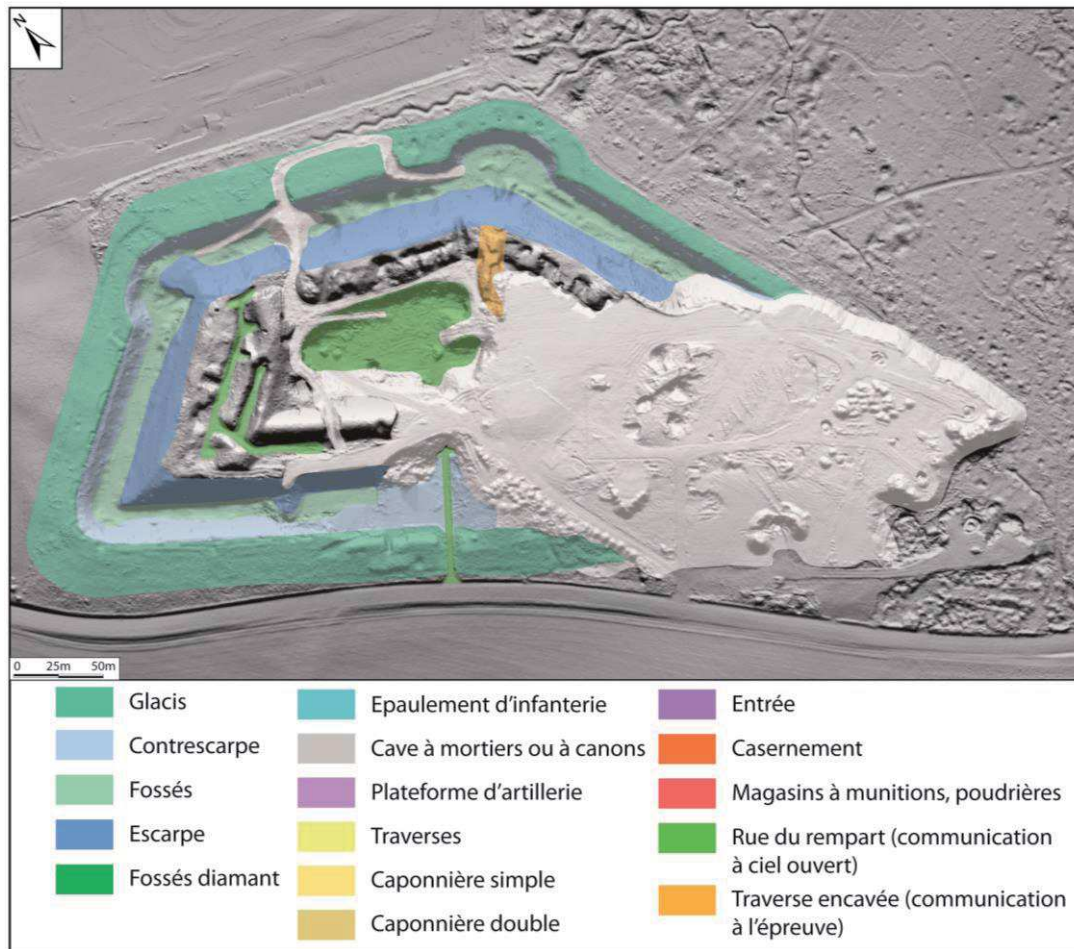 N
0 25m 50m
Glacis
Contrescarpe
Fossés
Escarpe
Fossés diamant
Epaulement d'infanterie
Cave à mortiers ou à canons
Plateforme d'artillerie
Traverses
Caponnière simple
Caponnière double
Entrée
Casernement
Magasins à munitions, poudrières
Rue du rempart (communication
à ciel ouvert)
Traverse encavée (communication
à l'épreuve)